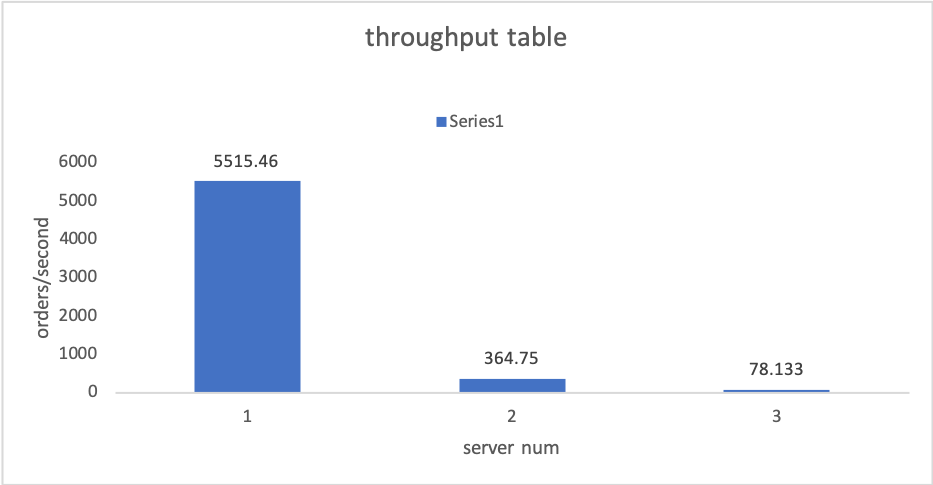 throughput table
Series1
6000
5000
4000
3000
2000
1000
0
orders/second
5515.46
364.75
78.133
1 2 3
server num